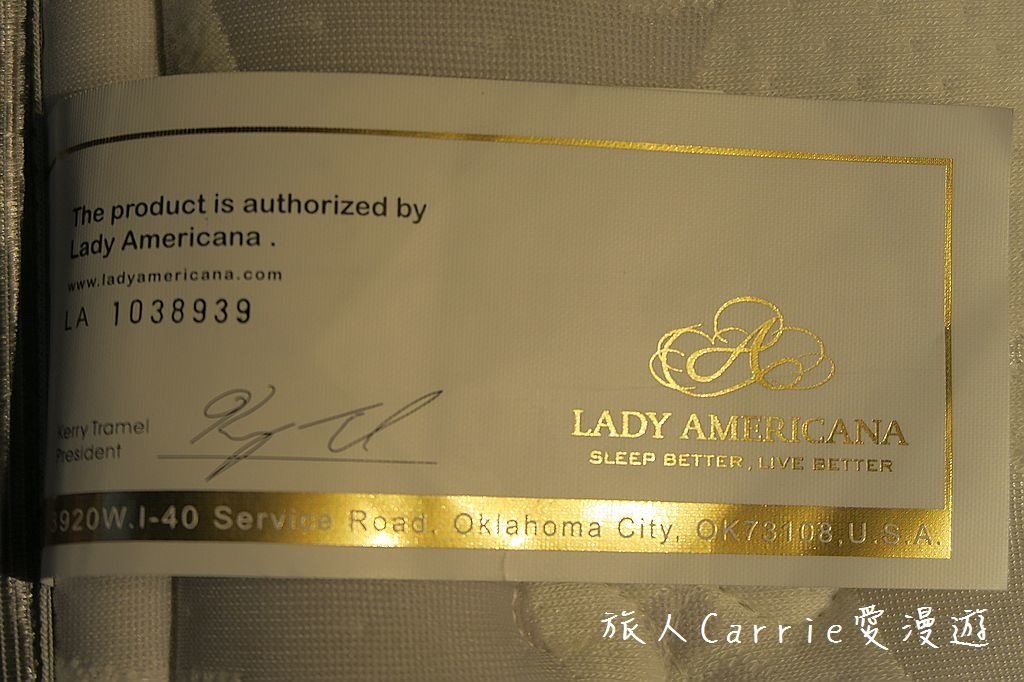 The product is authorized by
Lady Americana .
www.ladyamericana.com
LA 1038939
Kerry Tramel
President
LADY AMERICANA
SLEEP BETTER, LIVE BETTER
3920W.I-40 Service Road, Oklahoma City, OK73108,U.S.A.
旅人Carrie愛漫遊